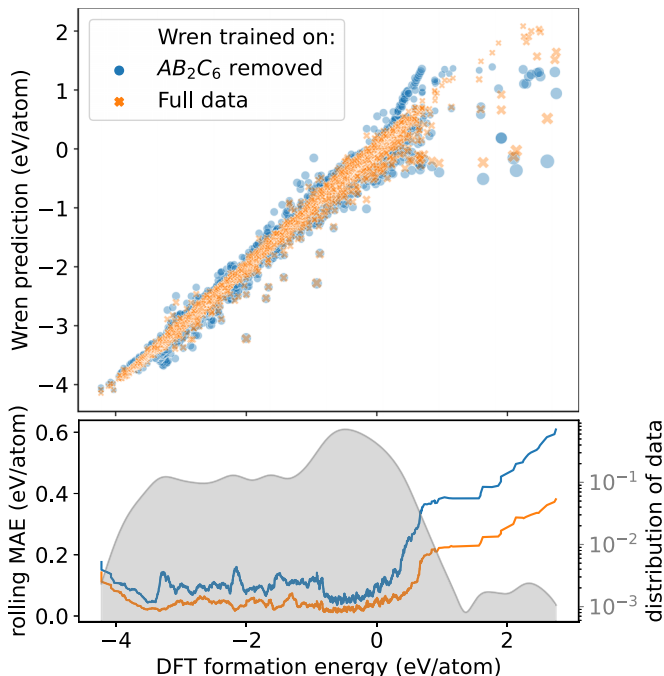 Wren trained on:
AB₂C₆ removed
Full data
Wren prediction (eV/atom)
2
1
0
−1
−2
−3
−4
rolling MAE (eV/atom)
0.6
0.4
0.2
0.0
10⁻¹
10⁻²
10⁻³
distribution of data
−4
−2
0
2
DFT formation energy (eV/atom)